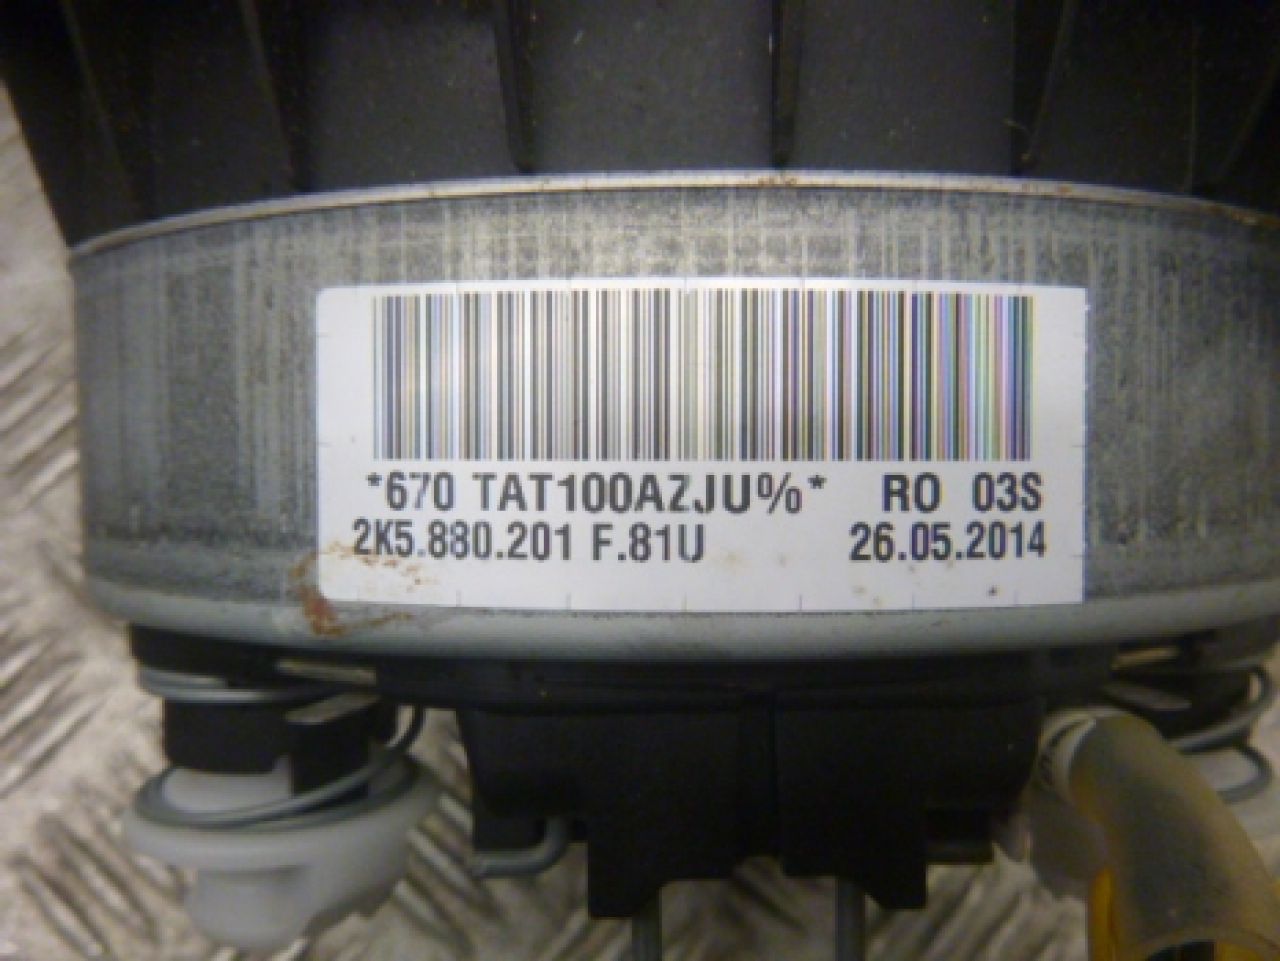 *670 TAT100AZJU%* RO 03S
2K5.880.201 F.81U 26.05.2014